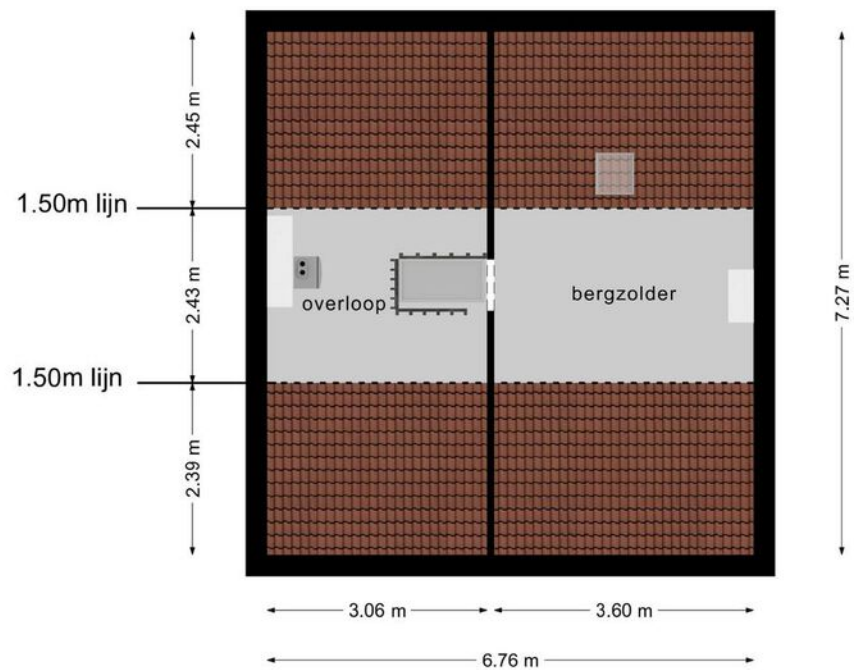 2.45 m
1.50m lijn
2.43 m
7.27 m
overloop
bergzolder
1.50m lijn
2.39 m
3.06 m
3.60 m
6.76 m